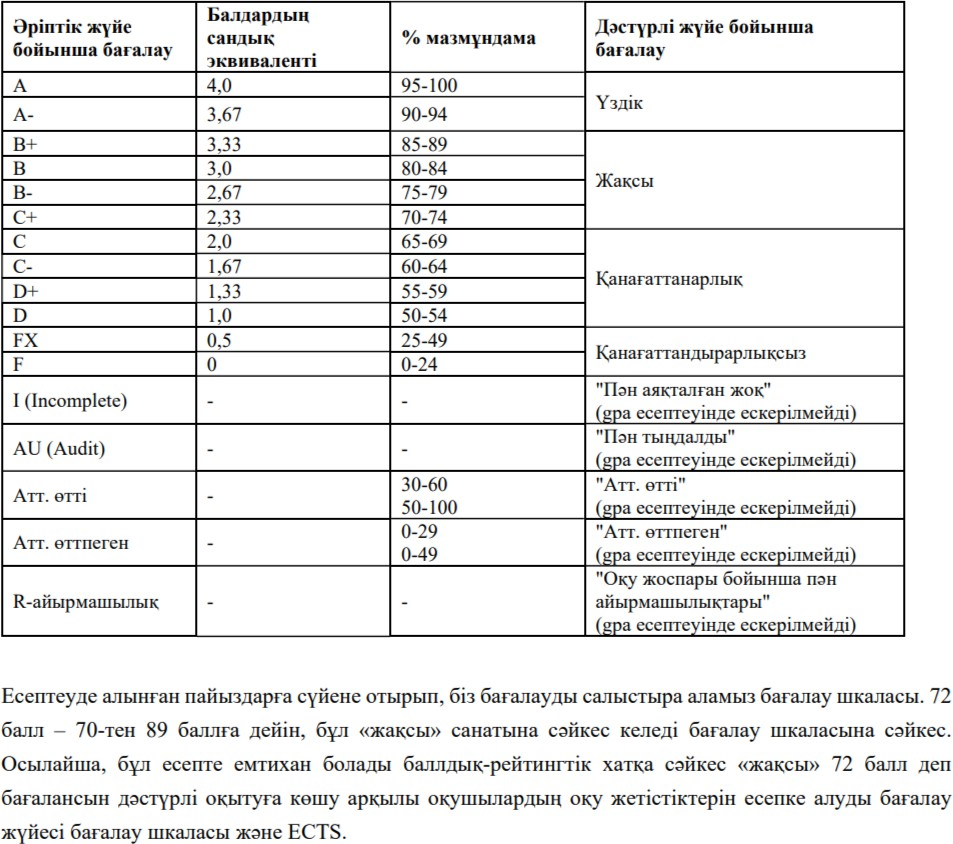 Әріптік жүйе бойынша бағалау | Балдардың сандық эквиваленті | % мазмұндама | Дәстүрлі жүйе бойынша бағалау
A | 4,0 | 95-100 | Үздік
A- | 3,67 | 90-94
B+ | 3,33 | 85-89 | Жақсы
B | 3,0 | 80-84
B- | 2,67 | 75-79
C+ | 2,33 | 70-74
C | 2,0 | 65-69 | Қанағаттанарлық
C- | 1,67 | 60-64
D+ | 1,33 | 55-59
D | 1,0 | 50-54
FX | 0,5 | 25-49 | Қанағаттандырарлықсыз
F | 0 | 0-24
I (Incomplete) | - | - | "Пән аяқталған жоқ" (gpa есептеуінде ескерілмейді)
AU (Audit) | - | - | "Пән тыңдалды" (gpa есептеуінде ескерілмейді)
Атт. өтті | - | 30-60 50-100 | "Атт. өтті" (gpa есептеуінде ескерілмейді)
Атт. өттпеген | - | 0-29 0-49 | "Атт. өттпеген" (gpa есептеуінде ескерілмейді)
R-айырмашылық | - | - | "Оқу жоспары бойынша пән айырмашылықтары" (gpa есептеуінде ескерілмейді)
Есептеуде алынған пайыздарға сүйене отырып, біз бағалауды салыстыра аламыз бағалау шкаласы. 72
балл – 70-тен 89 баллға дейін, бұл «жақсы» санатына сәйкес келеді бағалау шкаласына сәйкес.
Осылайша, бұл есепте емтихан болады баллдық-рейтингтік хатқа сәйкес «жақсы» 72 балл деп
бағалансын дәстүрлі оқытуға көшу арқылы оқушылардың оқу жетістіктерін есепке алуды бағалау
жүйесі бағалау шкаласы және ECTS.